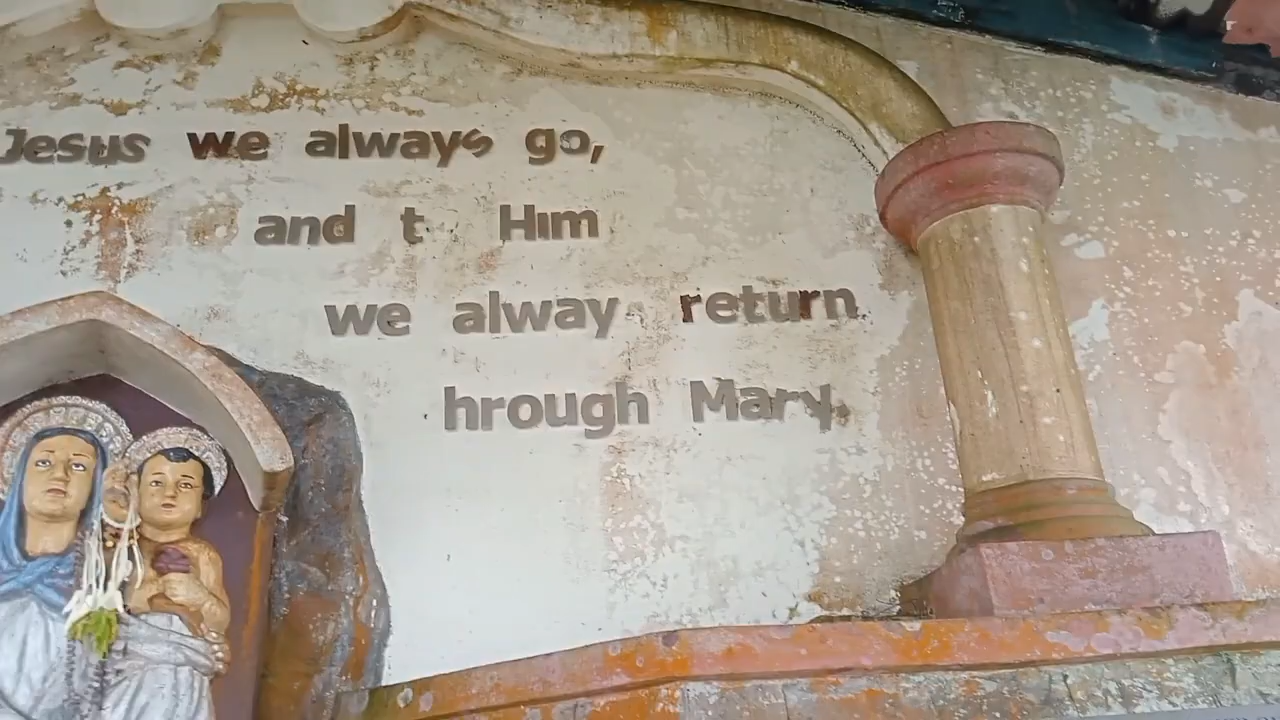 Jesus we always go,
and t Him
we alway return
hrough Mary.